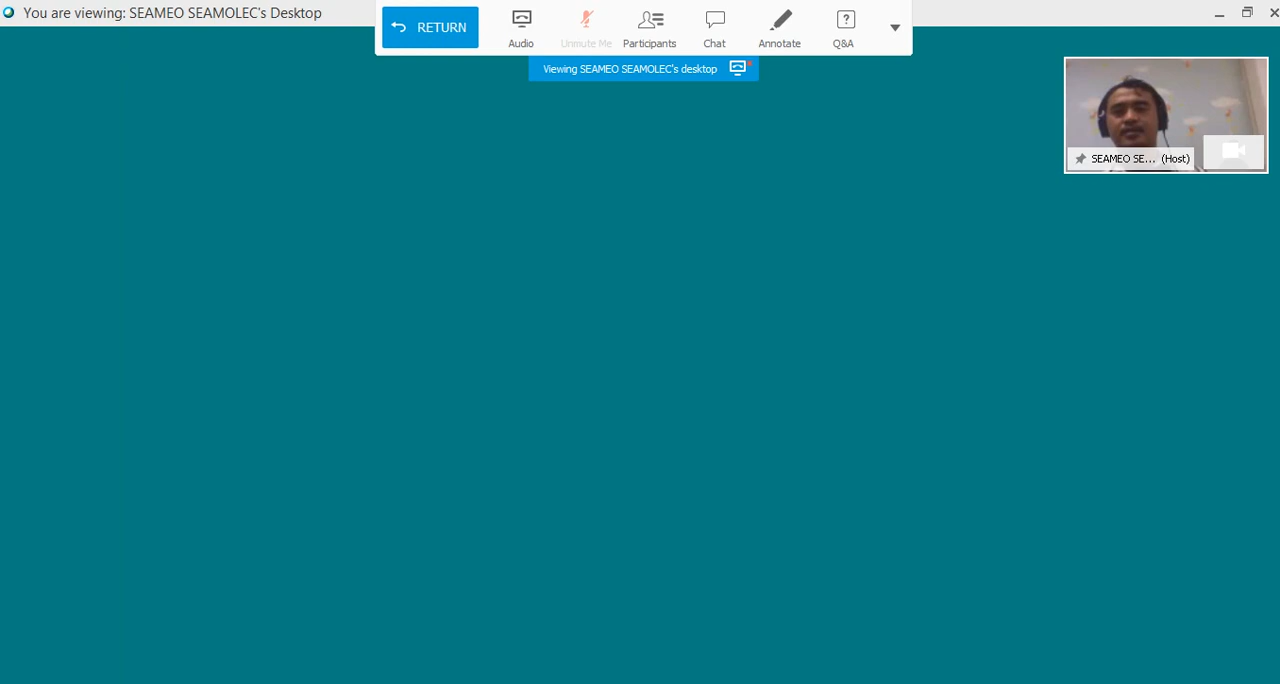 You are viewing: SEAMEO SEAMOLEC's Desktop
RETURN
Audio
Unmute Me
Participants
Chat
Annotate
Q&A
Viewing SEAMEO SEAMOLEC's desktop
SEAMEO SE... (Host)